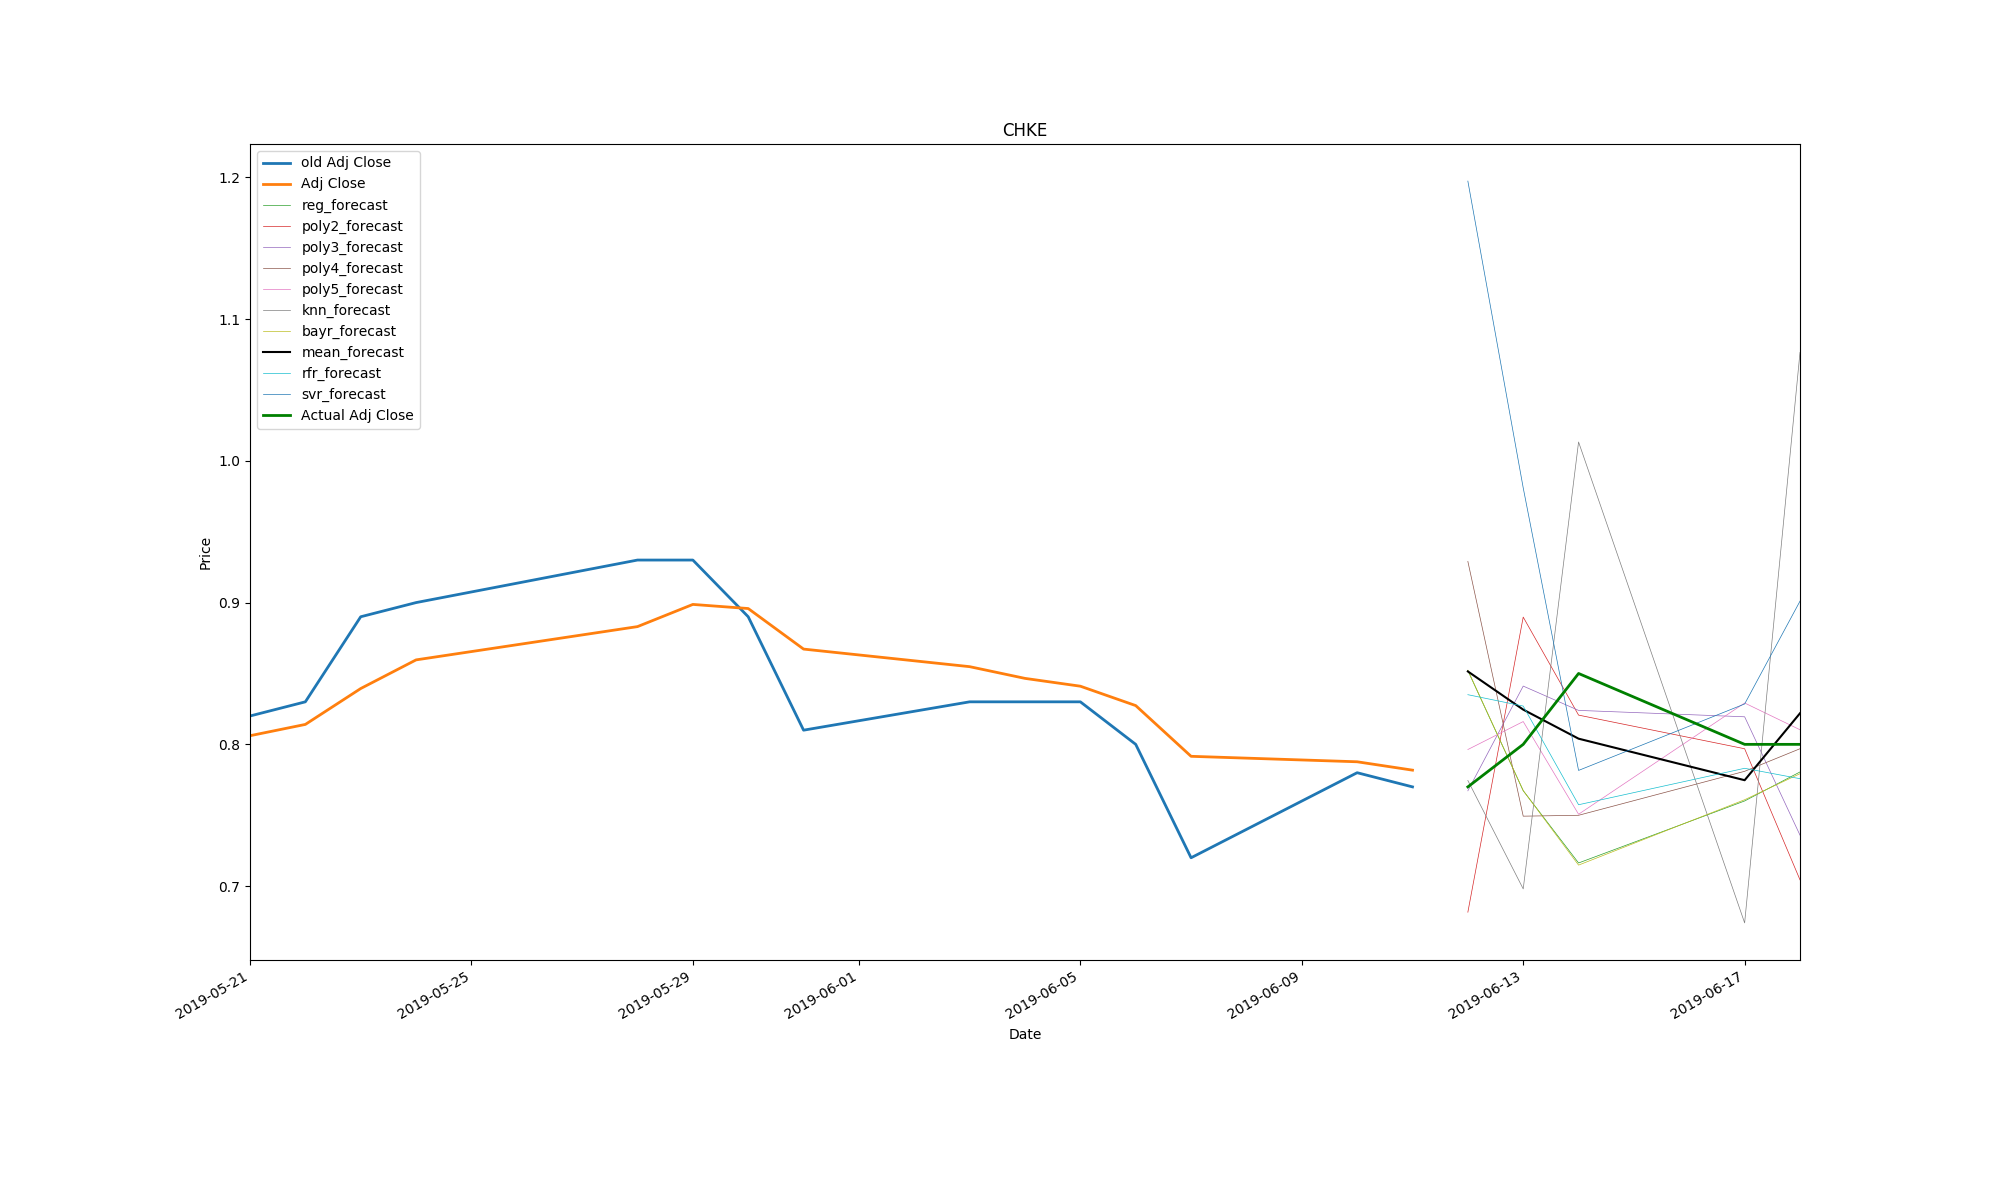 CHKE
old Adj Close
Adj Close
reg_forecast
poly2_forecast
poly3_forecast
poly4_forecast
poly5_forecast
knn_forecast
bayr_forecast
mean_forecast
rfr_forecast
svr_forecast
Actual Adj Close
1.2
1.1
1.0
0.9
0.8
0.7
Price
2019-05-21
2019-05-25
2019-05-29
2019-06-01
2019-06-05
2019-06-09
2019-06-13
2019-06-17
Date